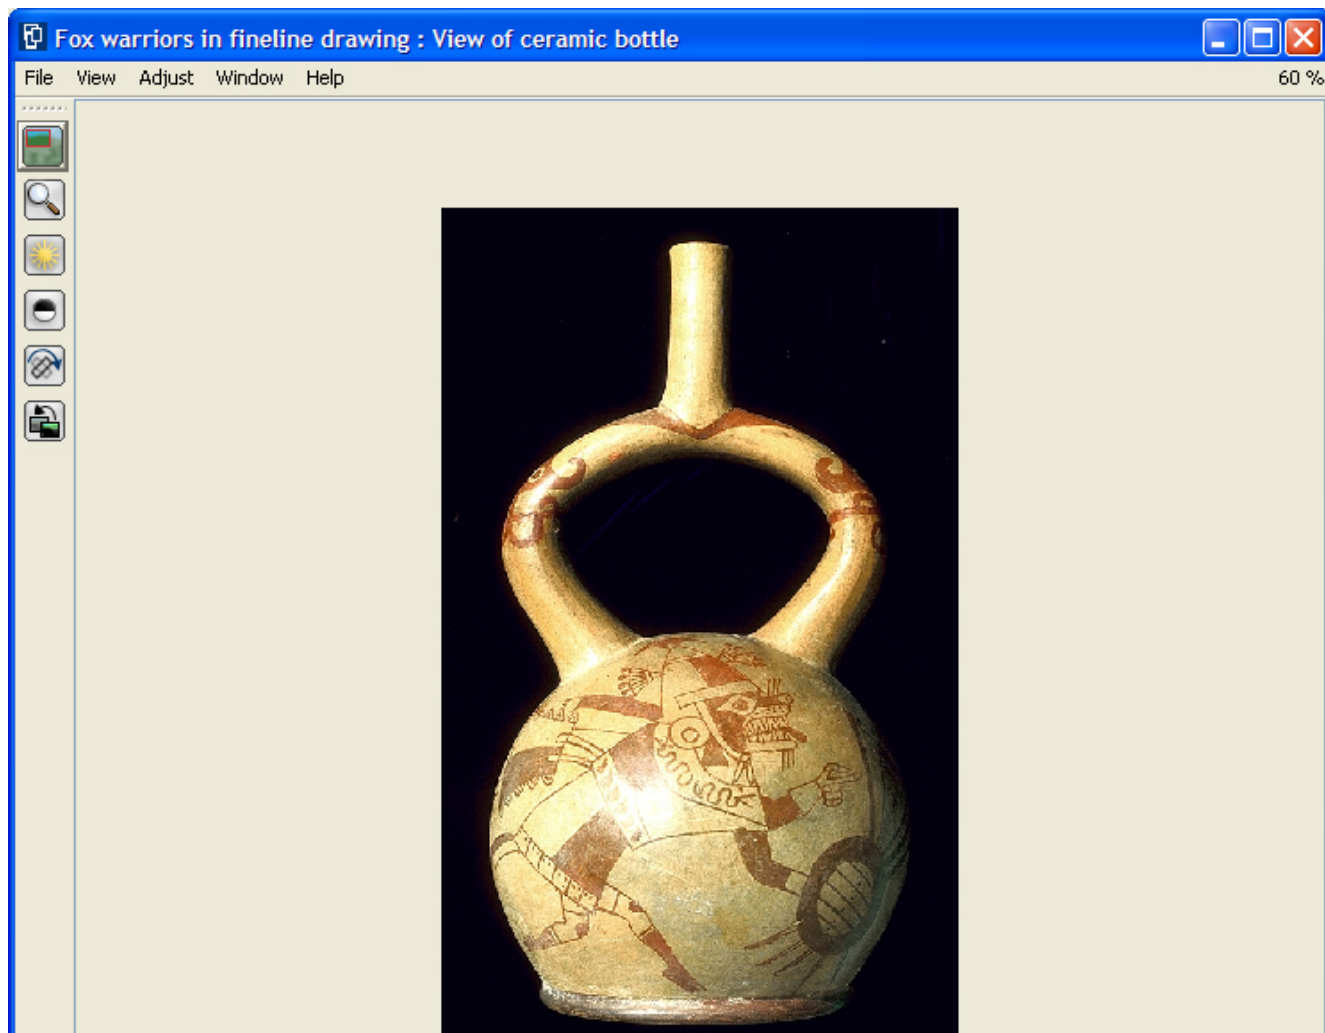 Fox warriors in fineline drawing : View of ceramic bottle
File View Adjust Window Help 60 %